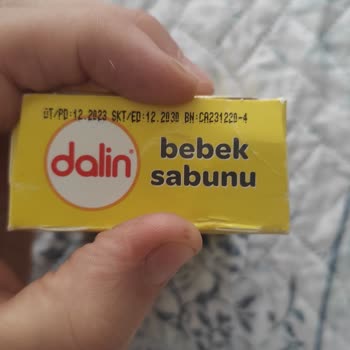 ÜT/PD:12.2023 SKT/ED:12.2030 BN:CA231220-4
dalin
bebek
sabunu